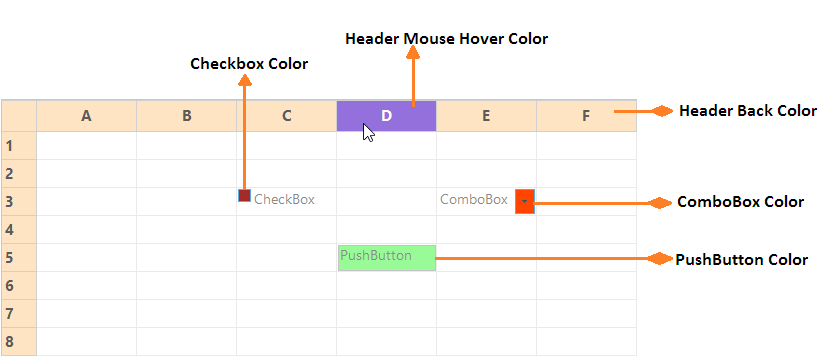 Header Mouse Hover Color
Checkbox Color
A B C D E F
Header Back Color
1
2
3 CheckBox ComboBox
ComboBox Color
4
5 PushButton
PushButton Color
6
7
8